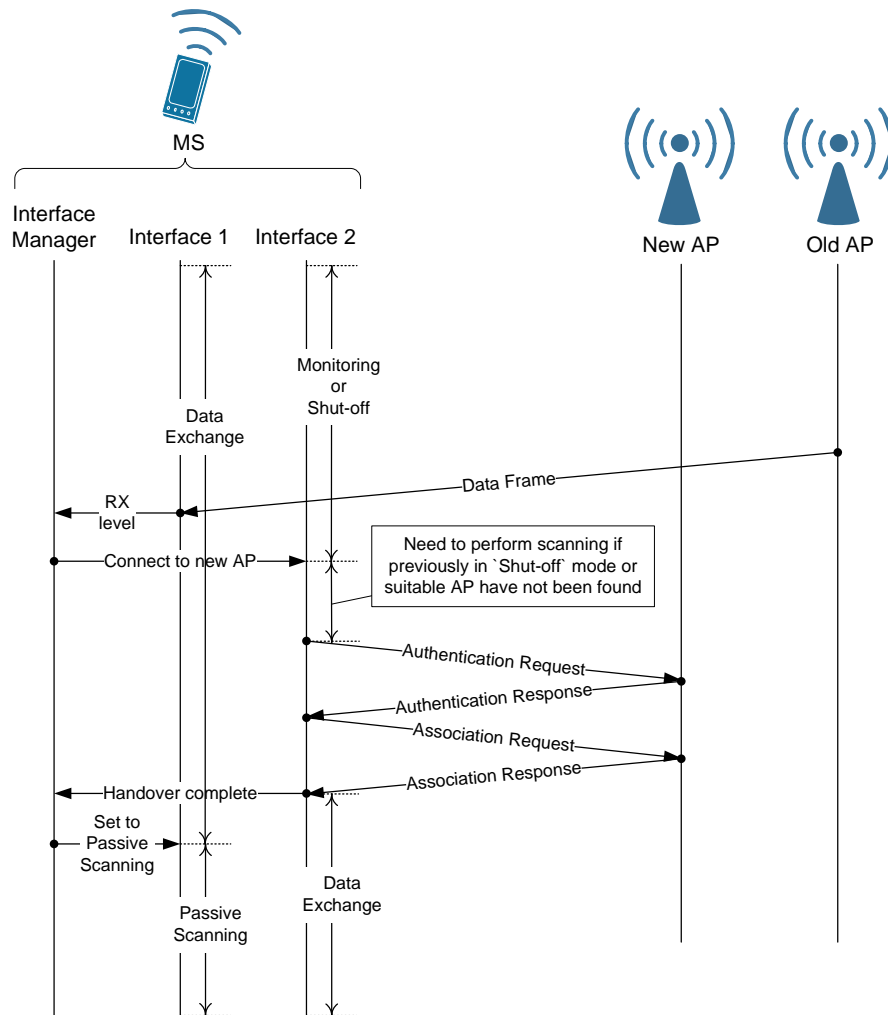 MS
Interface
Manager
Interface 1
Interface 2
New AP
Old AP
Monitoring
or
Shut-off
Data
Exchange
Data Frame
RX
level
Connect to new AP
Need to perform scanning if
previously in `Shut-off` mode or
suitable AP have not been found
Authentication Request
Authentication Response
Association Request
Association Response
Handover complete
Set to
Passive
Scanning
Data
Exchange
Passive
Scanning